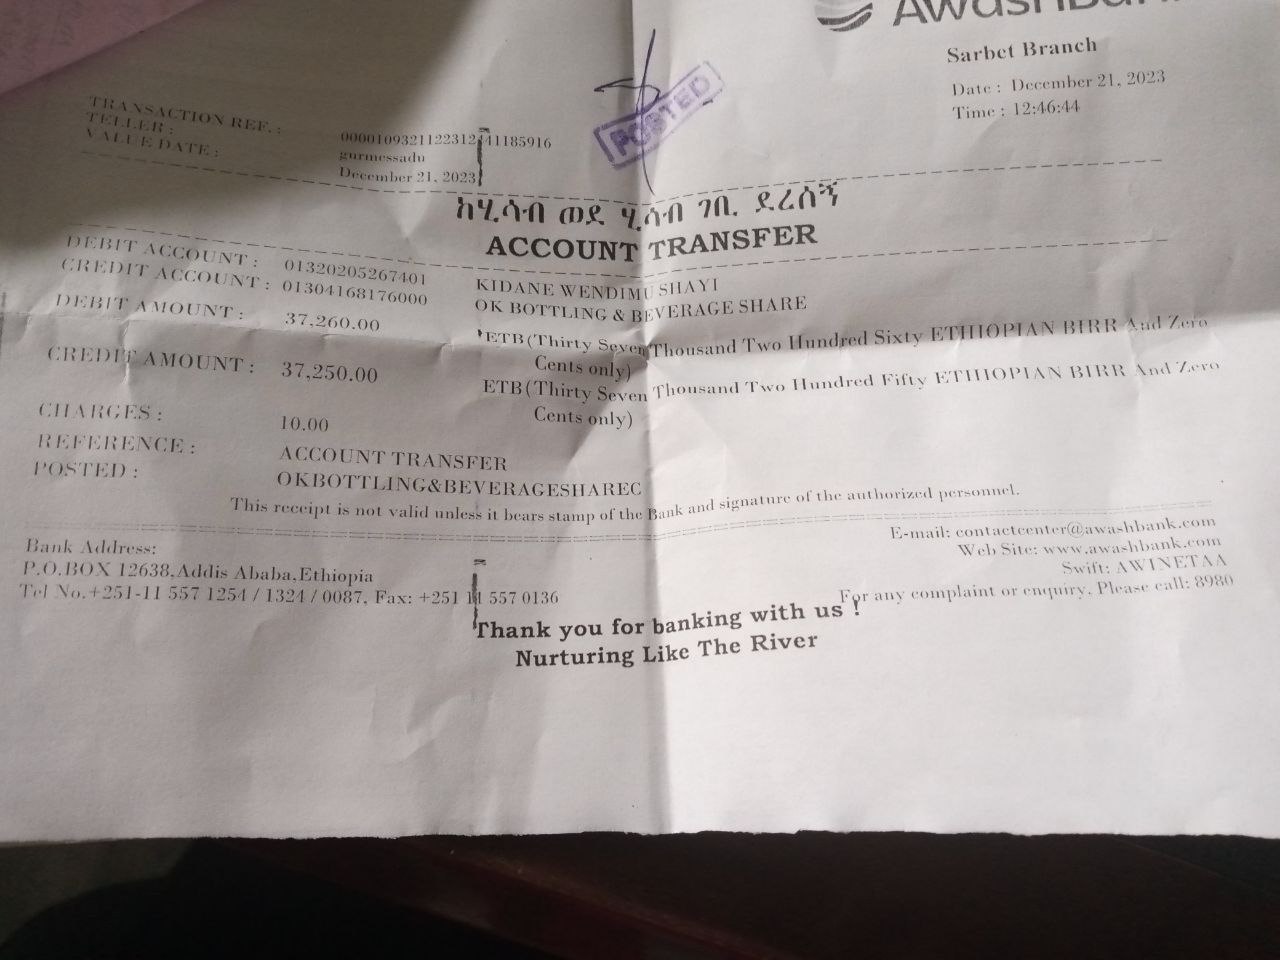 AwashBank
Sarbet Branch
Date : December 21, 2023
Time : 12:46:44
POSTED
TRANSACTION REF. :
TELLER : gurmessadu
VALUE DATE : December 21, 2023
ከሂሳብ ወደ ሂሳብ ገቢ ደረሰኝ
ACCOUNT TRANSFER
DEBIT ACCOUNT : 01320205267401 KIDANE WENDIMU SHAYI
CREDIT ACCOUNT : 01304168176000 OK BOTTLING & BEVERAGE SHARE
DEBIT AMOUNT : 37,260.00 ETB(Thirty Seven Thousand Two Hundred Sixty ETHIOPIAN BIRR And Zero
Cents only)
CREDIT AMOUNT : 37,250.00 ETB(Thirty Seven Thousand Two Hundred Fifty ETHIOPIAN BIRR And Zero
Cents only)
CHARGES : 10.00
REFERENCE : ACCOUNT TRANSFER
POSTED : OKBOTTLING&BEVERAGESHAREC
This receipt is not valid unless it bears stamp of the Bank and signature of the authorized personnel.
Bank Address:
P.O.BOX 12638,Addis Ababa,Ethiopia
Tel No.+251-11 557 1254 / 1324 / 0087, Fax: +251 11 557 0136
E-mail: contactcenter@awashbank.com
Web Site: www.awashbank.com
Swift: AWINETAA
For any complaint or enquiry, Please call: 8980
Thank you for banking with us !
Nurturing Like The River